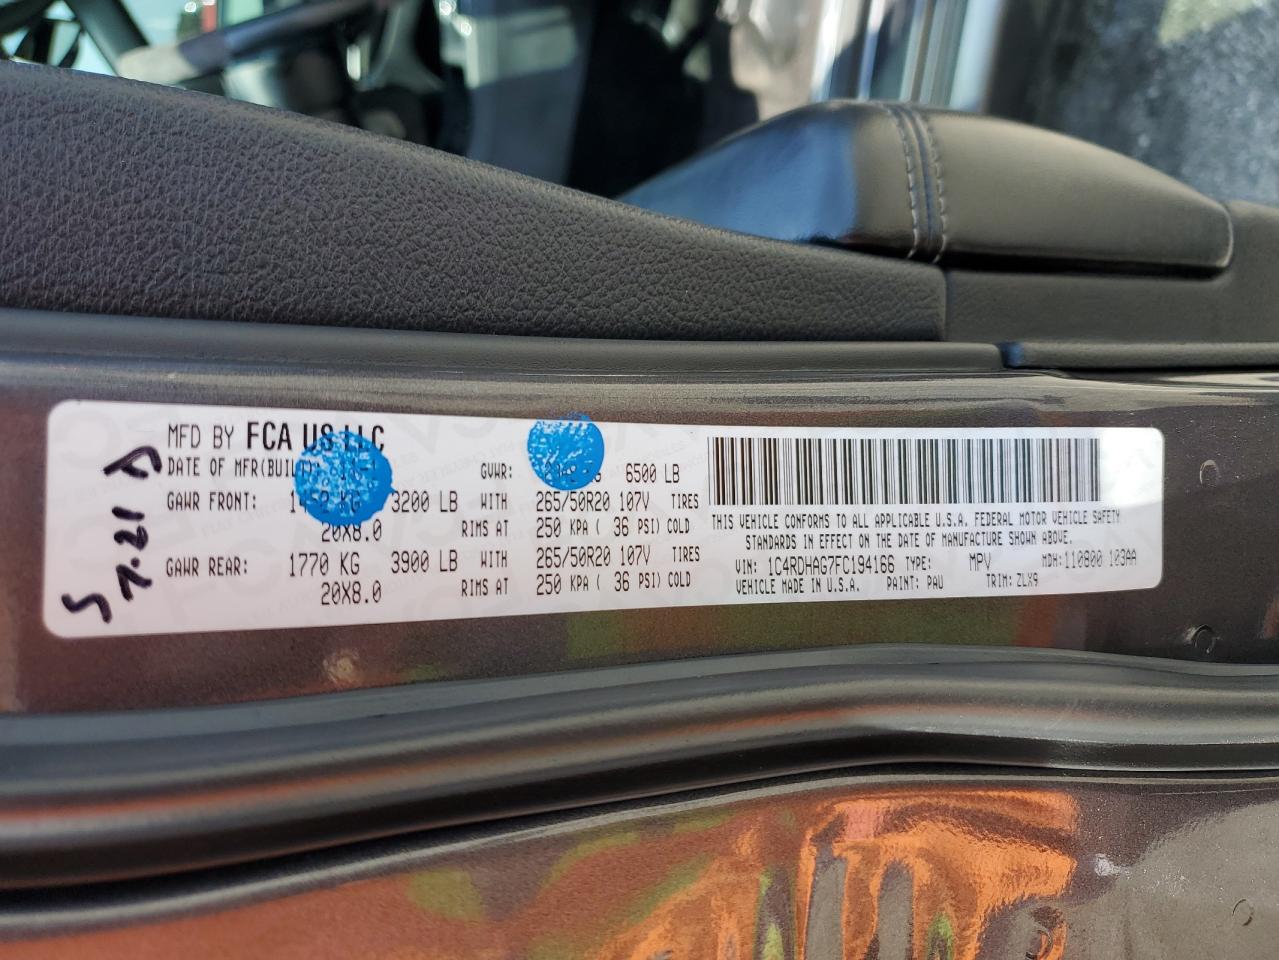 MFD BY FCA US LLC
DATE OF MFR(BUILT):
GVWR: KG 6500 LB
GAWR FRONT: 1452 KG 3200 LB WITH 265/50R20 107V TIRES
20X8.0 RIMS AT 250 KPA ( 36 PSI) COLD
GAWR REAR: 1770 KG 3900 LB WITH 265/50R20 107V TIRES
20X8.0 RIMS AT 250 KPA ( 36 PSI) COLD
THIS VEHICLE CONFORMS TO ALL APPLICABLE U.S.A. FEDERAL MOTOR VEHICLE SAFETY
STANDARDS IN EFFECT ON THE DATE OF MANUFACTURE SHOWN ABOVE.
VIN: 1C4RDHAG7FC194166 TYPE: MPV MDH:110800 103AA
VEHICLE MADE IN U.S.A. PAINT: PAU TRIM: ZLX9